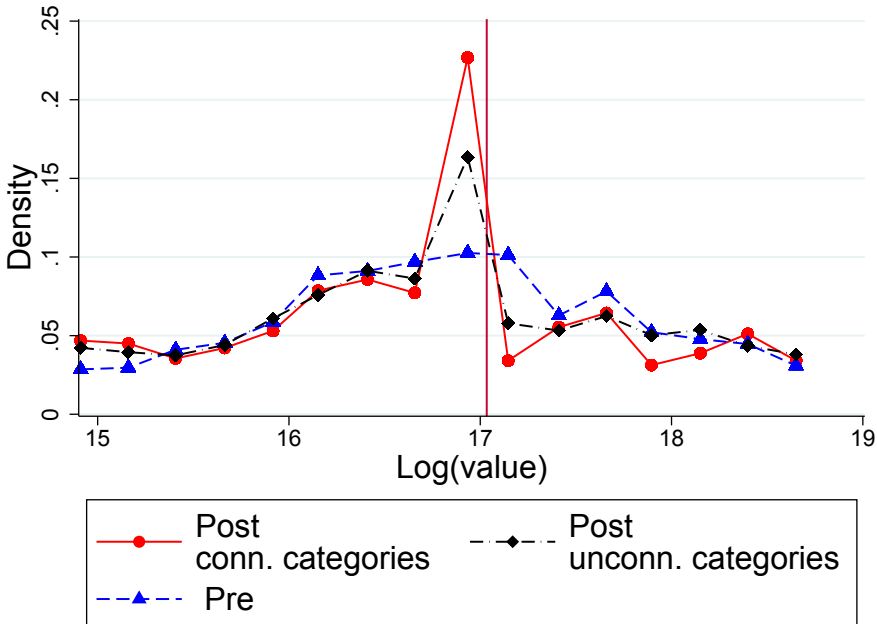 .25
.2
.15
.1
.05
0
Density
15 16 17 18 19
Log(value)
Post
conn. categories
Post
unconn. categories
Pre